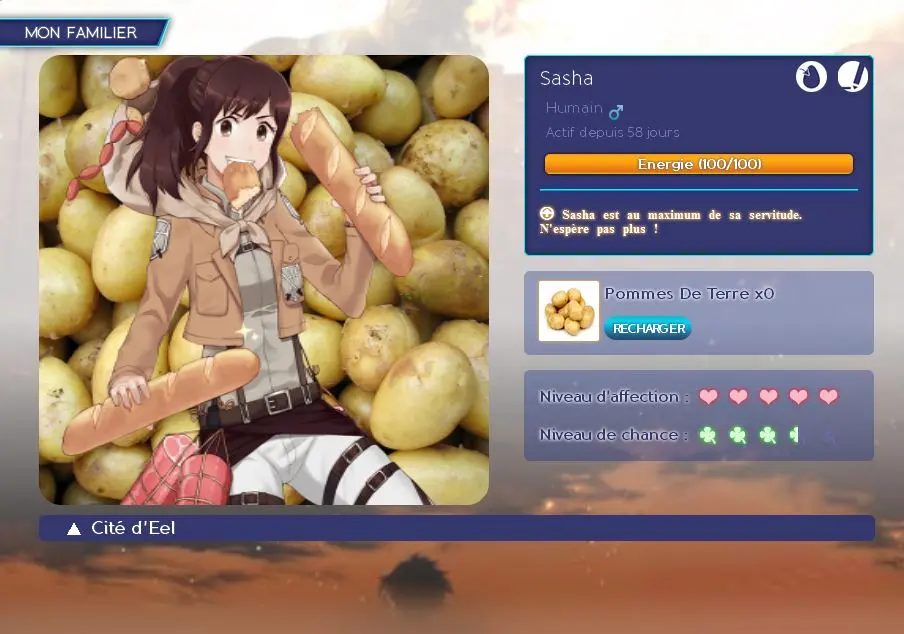 MON FAMILIER
Sasha
Humain
Actif depuis 58 jours
Energie (100/100)
Sasha est au maximum de sa servitude.
N'espère pas plus !
Pommes De Terre x0
RECHARGER
Niveau d'affection :
Niveau de chance :
Cité d'Eel